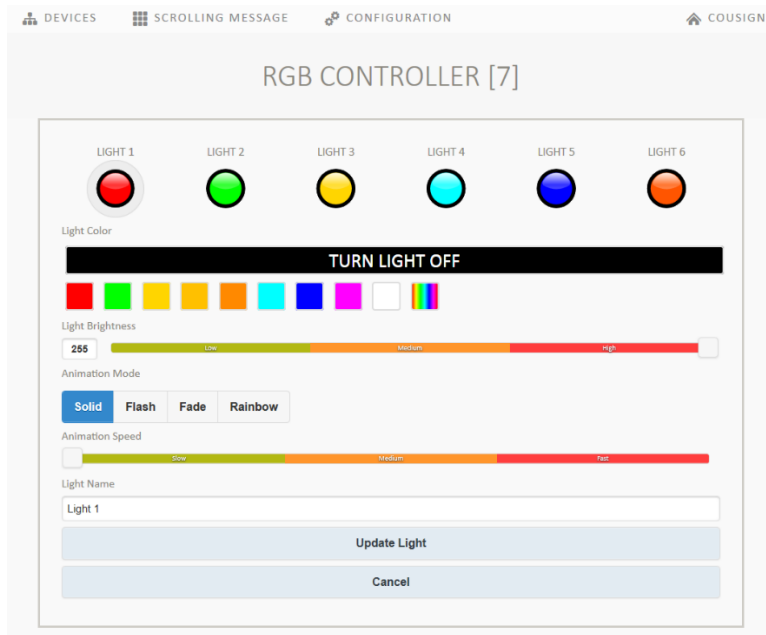 DEVICES SCROLLING MESSAGE CONFIGURATION COUSIGN
RGB CONTROLLER [7]
LIGHT 1 LIGHT 2 LIGHT 3 LIGHT 4 LIGHT 5 LIGHT 6
Light Color
TURN LIGHT OFF
Light Brightness
255 Low Medium High
Animation Mode
Solid Flash Fade Rainbow
Animation Speed
Slow Medium Fast
Light Name
Light 1
Update Light
Cancel